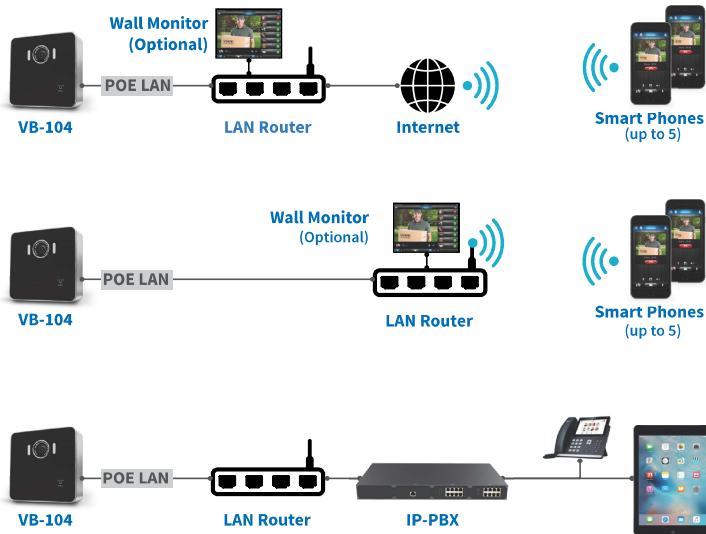 Wall Monitor
(Optional)
POE LAN
VB-104
LAN Router
Internet
Smart Phones
(up to 5)
Wall Monitor
(Optional)
POE LAN
VB-104
LAN Router
Smart Phones
(up to 5)
POE LAN
VB-104
LAN Router
IP-PBX